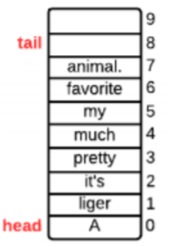 9
tail 8
animal. 7
favorite 6
my 5
much 4
pretty 3
it's 2
liger 1
head A 0